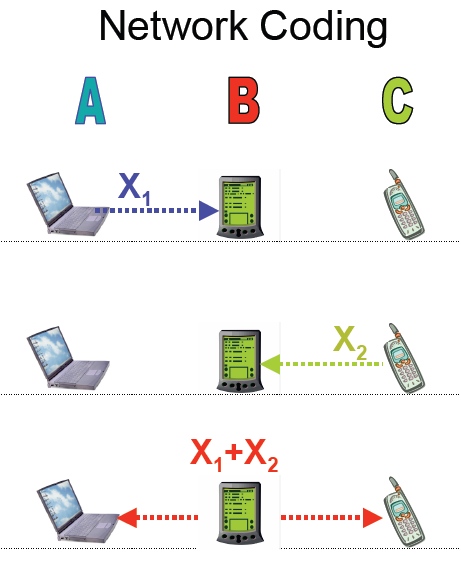 Network Coding
A B C
X₁
X₂
X₁+X₂